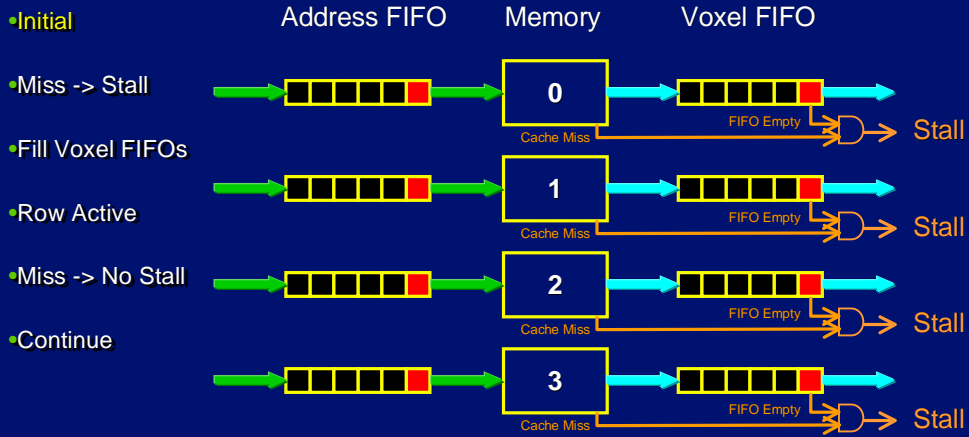 •Initial
•Miss -> Stall
•Fill Voxel FIFOs
•Row Active
•Miss -> No Stall
•Continue
Address FIFO Memory Voxel FIFO
0
FIFO Empty
Cache Miss
Stall
1
FIFO Empty
Cache Miss
Stall
2
FIFO Empty
Cache Miss
Stall
3
FIFO Empty
Cache Miss
Stall